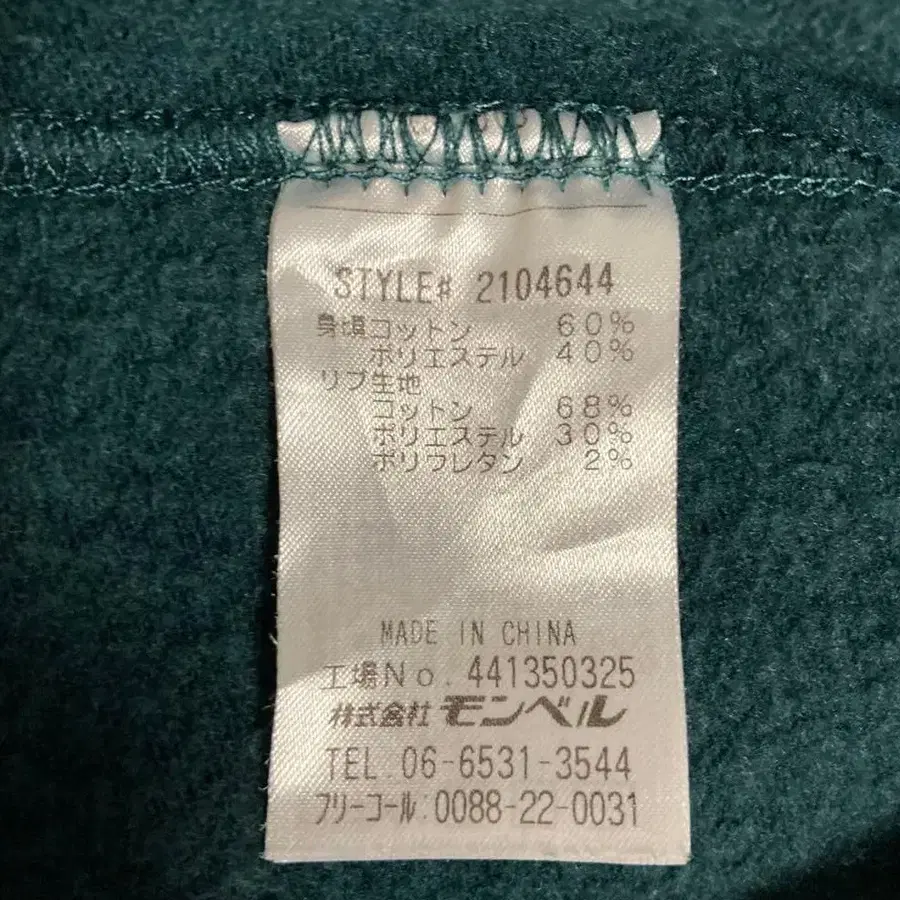 STYLE# 2104644
身頃コットン 60%
ポリエステル 40%
リブ生地
コットン 68%
ポリエステル 30%
ポリウレタン 2%
MADE IN CHINA
工場No. 441350325
株式会社 モンベル
TEL.06-6531-3544
フリーコール:0088-22-0031